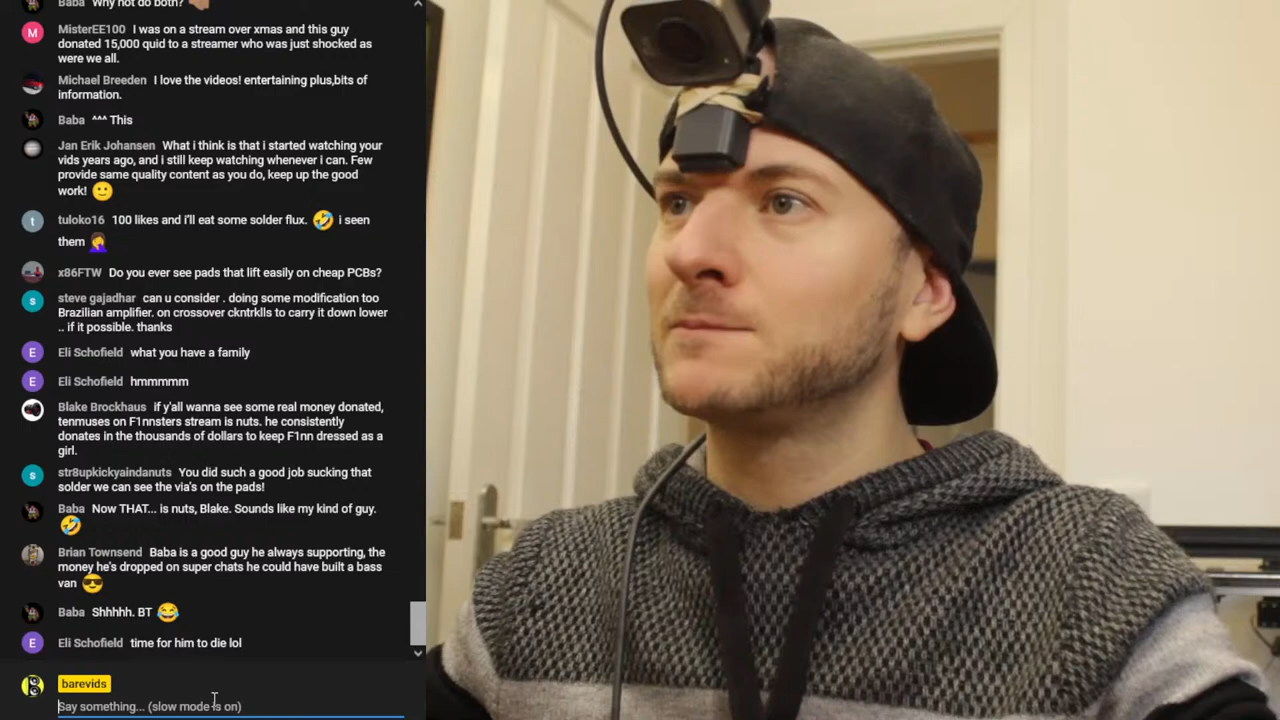 Baba Why not do both?
M MisterEE100 I was on a stream over xmas and this guy
donated 15,000 quid to a streamer who was just shocked as
were we all.
Michael Breeden I love the videos! entertaining plus,bits of
information.
Baba ^^^ This
Jan Erik Johansen What i think is that i started watching your
vids years ago, and i still keep watching whenever i can. Few
provide same quality content as you do, keep up the good
work! 🙂
t tuloko16 100 likes and i'll eat some solder flux. 🤣 i seen
them 🤦‍♀️
x86FTW Do you ever see pads that lift easily on cheap PCBs?
s steve gajadhar can u consider . doing some modification too
Brazilian amplifier. on crossover ckntrklls to carry it down lower
.. if it possible. thanks
E Eli Schofield what you have a family
E Eli Schofield hmmmmm
Blake Brockhaus if y'all wanna see some real money donated,
tenmuses on F1nnsters stream is nuts. he consistently
donates in the thousands of dollars to keep F1nn dressed as a
girl.
s str8upkickyaindanuts You did such a good job sucking that
solder we can see the via's on the pads!
Baba Now THAT... is nuts, Blake. Sounds like my kind of guy.
🤣
Brian Townsend Baba is a good guy he always supporting, the
money he's dropped on super chats he could have built a bass
van 😎
Baba Shhhhh. BT 😂
E Eli Schofield time for him to die lol
barevids
Say something... (slow mode is on)